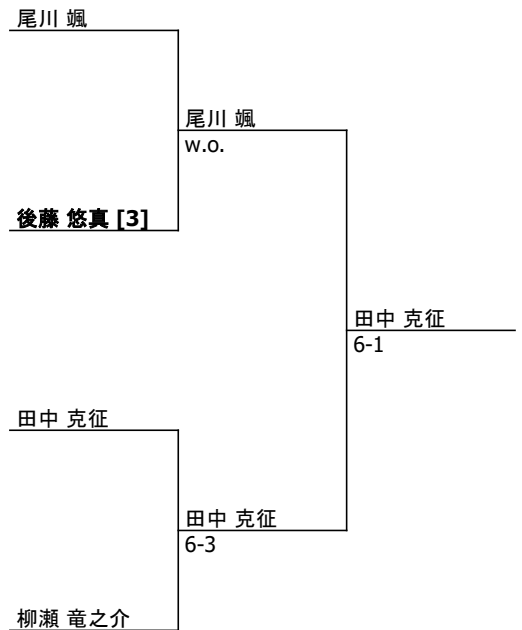 尾川 颯
尾川 颯
w.o.
後藤 悠真 [3]
田中 克征
6-1
田中 克征
田中 克征
6-3
柳瀬 竜之介